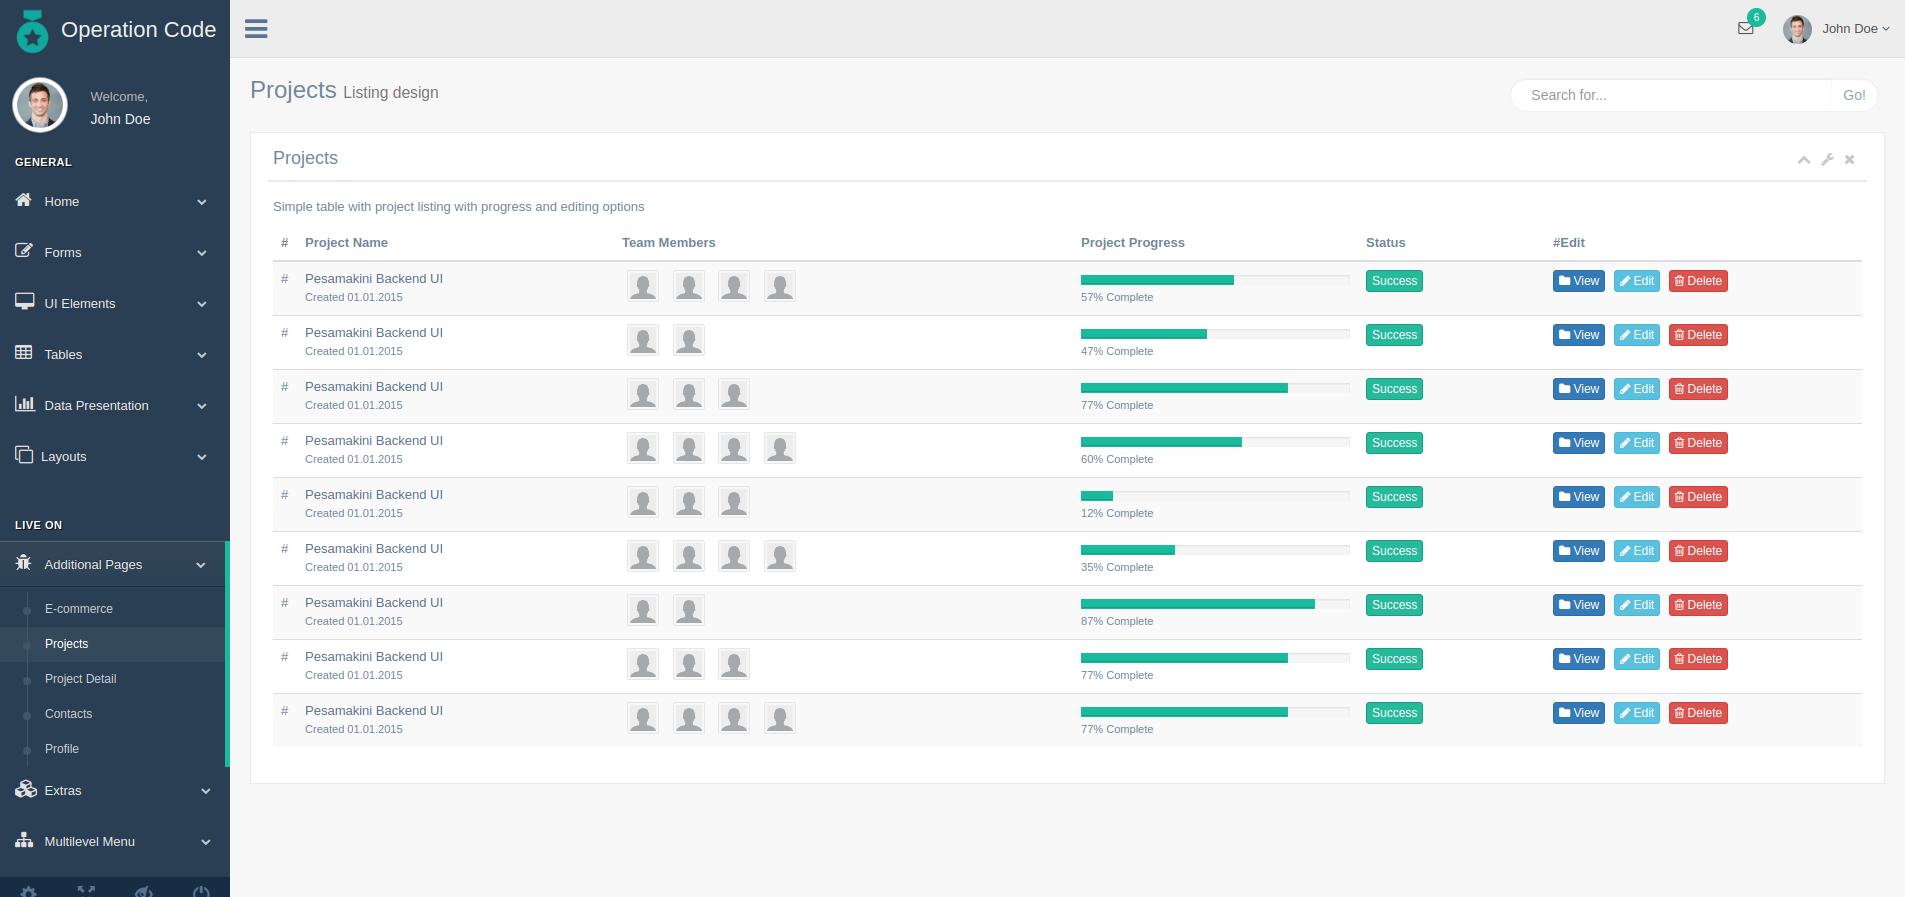 Operation Code
6
John Doe
Welcome,
John Doe
GENERAL
Home
Forms
UI Elements
Tables
Data Presentation
Layouts
LIVE ON
Additional Pages
E-commerce
Projects
Project Detail
Contacts
Profile
Extras
Multilevel Menu
Projects Listing design
Search for... Go!
Projects
Simple table with project listing with progress and editing options
# Project Name Team Members Project Progress Status #Edit
# Pesamakini Backend UI Success View Edit Delete
Created 01.01.2015 57% Complete
# Pesamakini Backend UI Success View Edit Delete
Created 01.01.2015 47% Complete
# Pesamakini Backend UI Success View Edit Delete
Created 01.01.2015 77% Complete
# Pesamakini Backend UI Success View Edit Delete
Created 01.01.2015 60% Complete
# Pesamakini Backend UI Success View Edit Delete
Created 01.01.2015 12% Complete
# Pesamakini Backend UI Success View Edit Delete
Created 01.01.2015 35% Complete
# Pesamakini Backend UI Success View Edit Delete
Created 01.01.2015 87% Complete
# Pesamakini Backend UI Success View Edit Delete
Created 01.01.2015 77% Complete
# Pesamakini Backend UI Success View Edit Delete
Created 01.01.2015 77% Complete